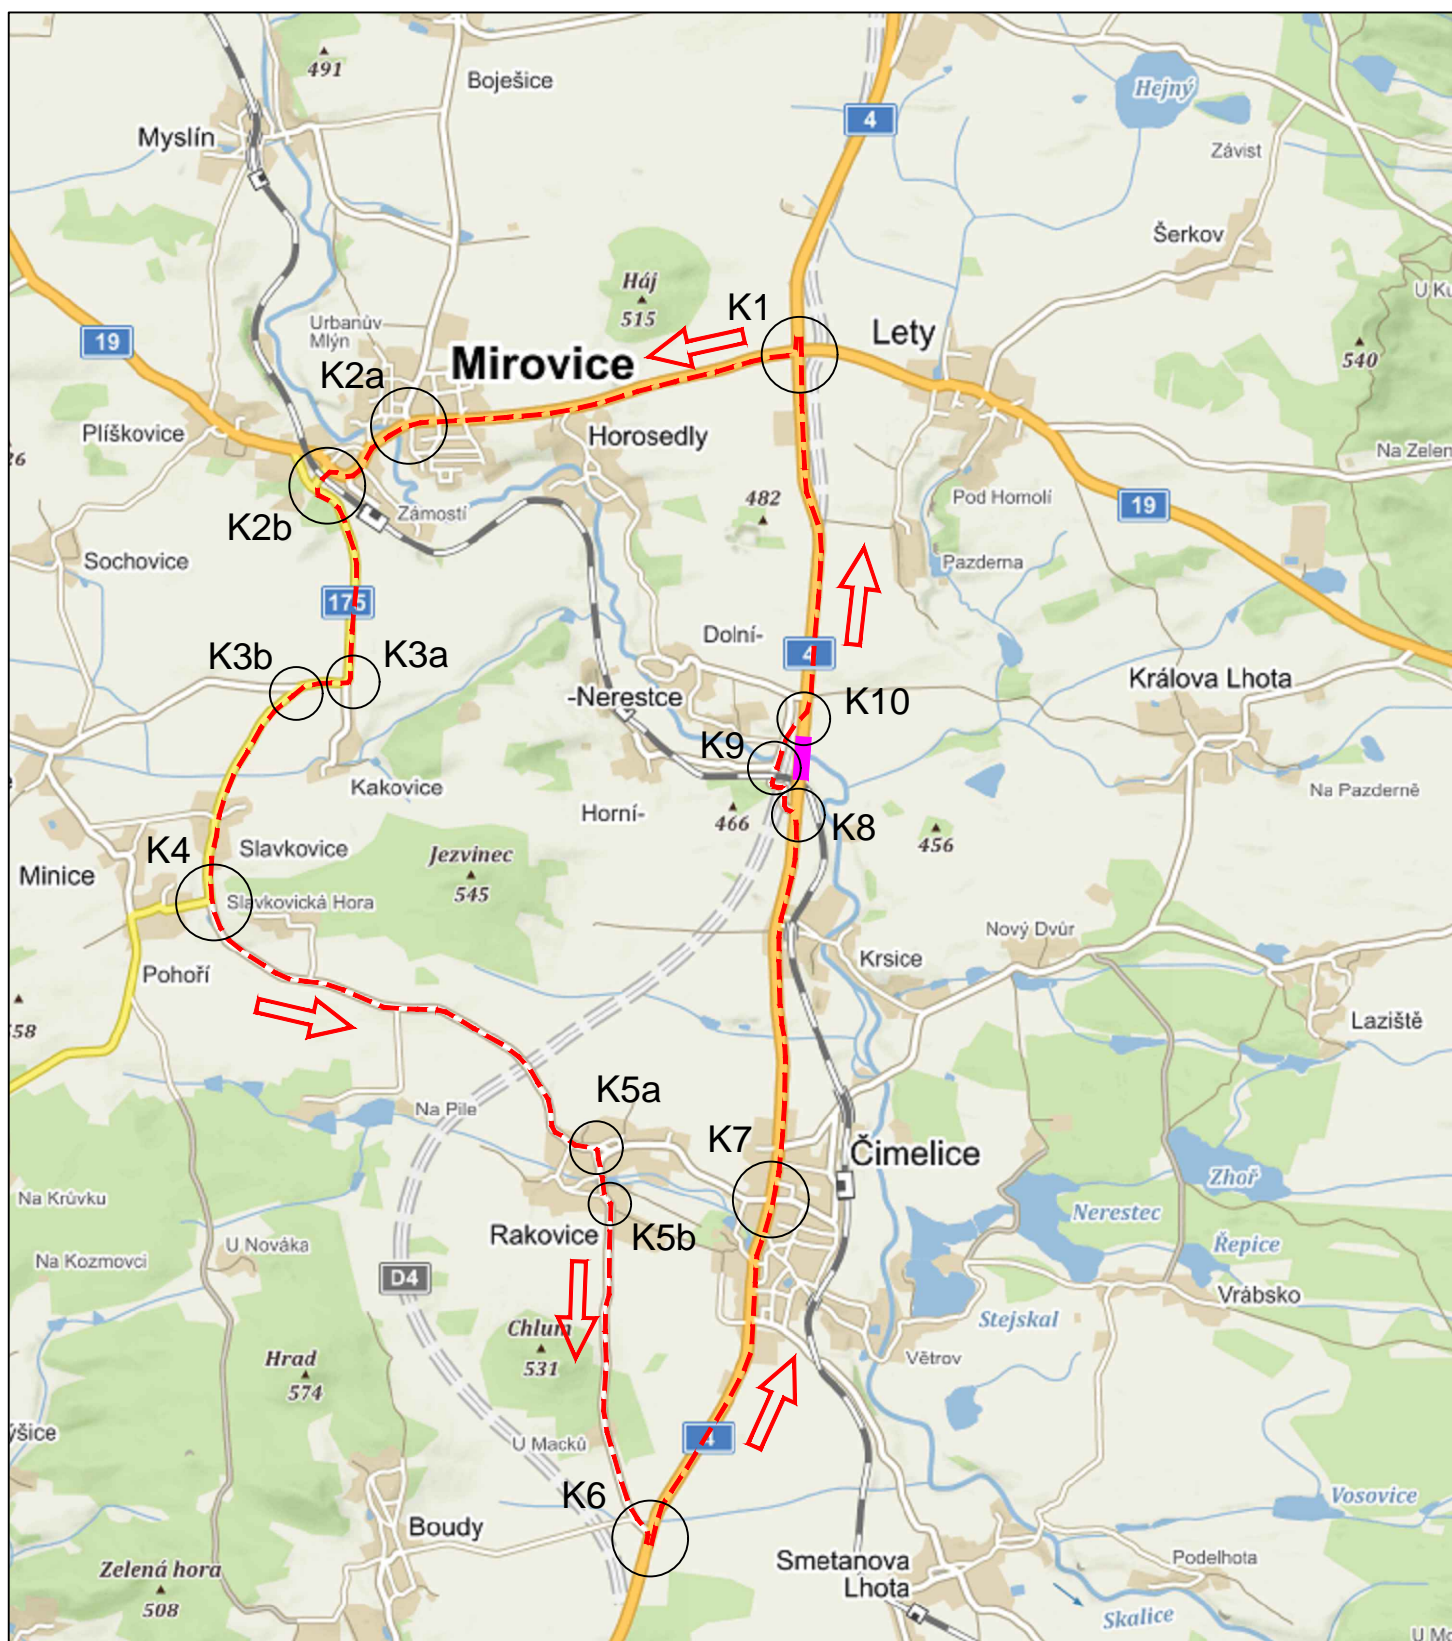 491
Boješice
Hejný
4
Myslín
Závist
Šerkov
Háj
515
U Ku
K1
Urbanův
Mlýn
19
Lety
540
Mirovice
K2a
Plíškovice
Horosedly
26
Na Zelen
482
Pod Homolí
19
Zámostí
K2b
Sochovice
Pazderna
175
Dolní-
4
K3b
K3a
Králova Lhota
-Nerestce
K10
K9
Kakovice
Na Pazderně
Horní-
466
K8
456
K4
Slavkovice
Jezvinec
545
Minice
Slavkovická Hora
Nový Dvůr
Krsice
Pohoří
Laziště
58
K5a
Na Pile
K7
Čimelice
Zhoř
Na Krůvku
Nerestec
Rakovice
K5b
U Nováka
Řepice
Na Kozmovci
D4
Vrábsko
Stejskal
Chlum
531
Hrad
574
Větrov
ýšice
4
U Macků
K6
Vosovice
Boudy
Smetanova
Lhota
Podelhota
Zelená hora
508
Skalice
U Mo